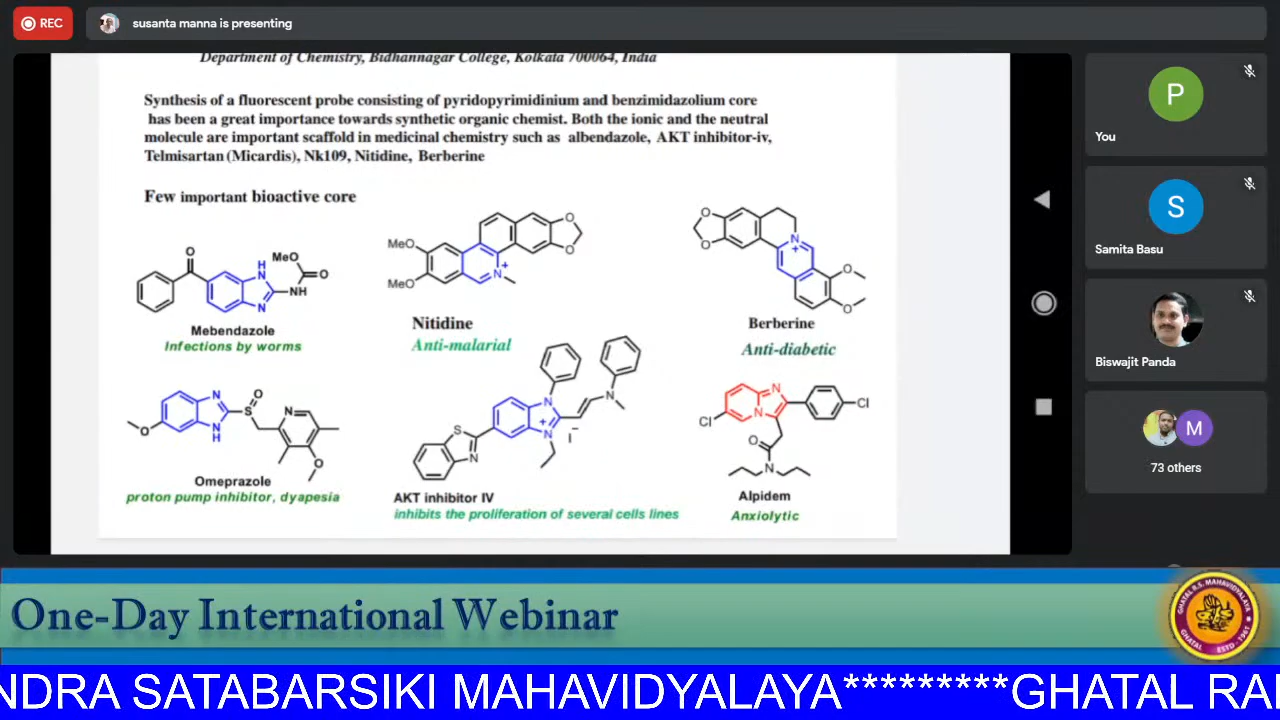 REC
susanta manna is presenting
Department of Chemistry, Bidhannagar College, Kolkata 700064, India
Synthesis of a fluorescent probe consisting of pyridopyrimidinium and benzimidazolium core
has been a great importance towards synthetic organic chemist. Both the ionic and the neutral
molecule are important scaffold in medicinal chemistry such as albendazole, AKT inhibitor-iv,
Telmisartan (Micardis), Nk109, Nitidine, Berberine
Few important bioactive core
O
H
N
N
MeO
O
NH
Mebendazole
Infections by worms
MeO
MeO
N
+
O
O
Nitidine
Anti-malarial
O
O
N
+
O
O
Berberine
Anti-diabetic
O
N
N
H
S
O
N
O
Omeprazole
proton pump inhibitor, dyapesia
S
N
N
+
N
I
-
N
AKT inhibitor IV
inhibits the proliferation of several cells lines
Cl
N
N
Cl
O
N
Alpidem
Anxiolytic
P
You
S
Samita Basu
Biswajit Panda
M
73 others
One-Day International Webinar
GHATAL R.S. MAHAVIDYALAYA
GHATAL ESTD - 1961
NDRA SATABARSIKI MAHAVIDYALAYA*********GHATAL RA